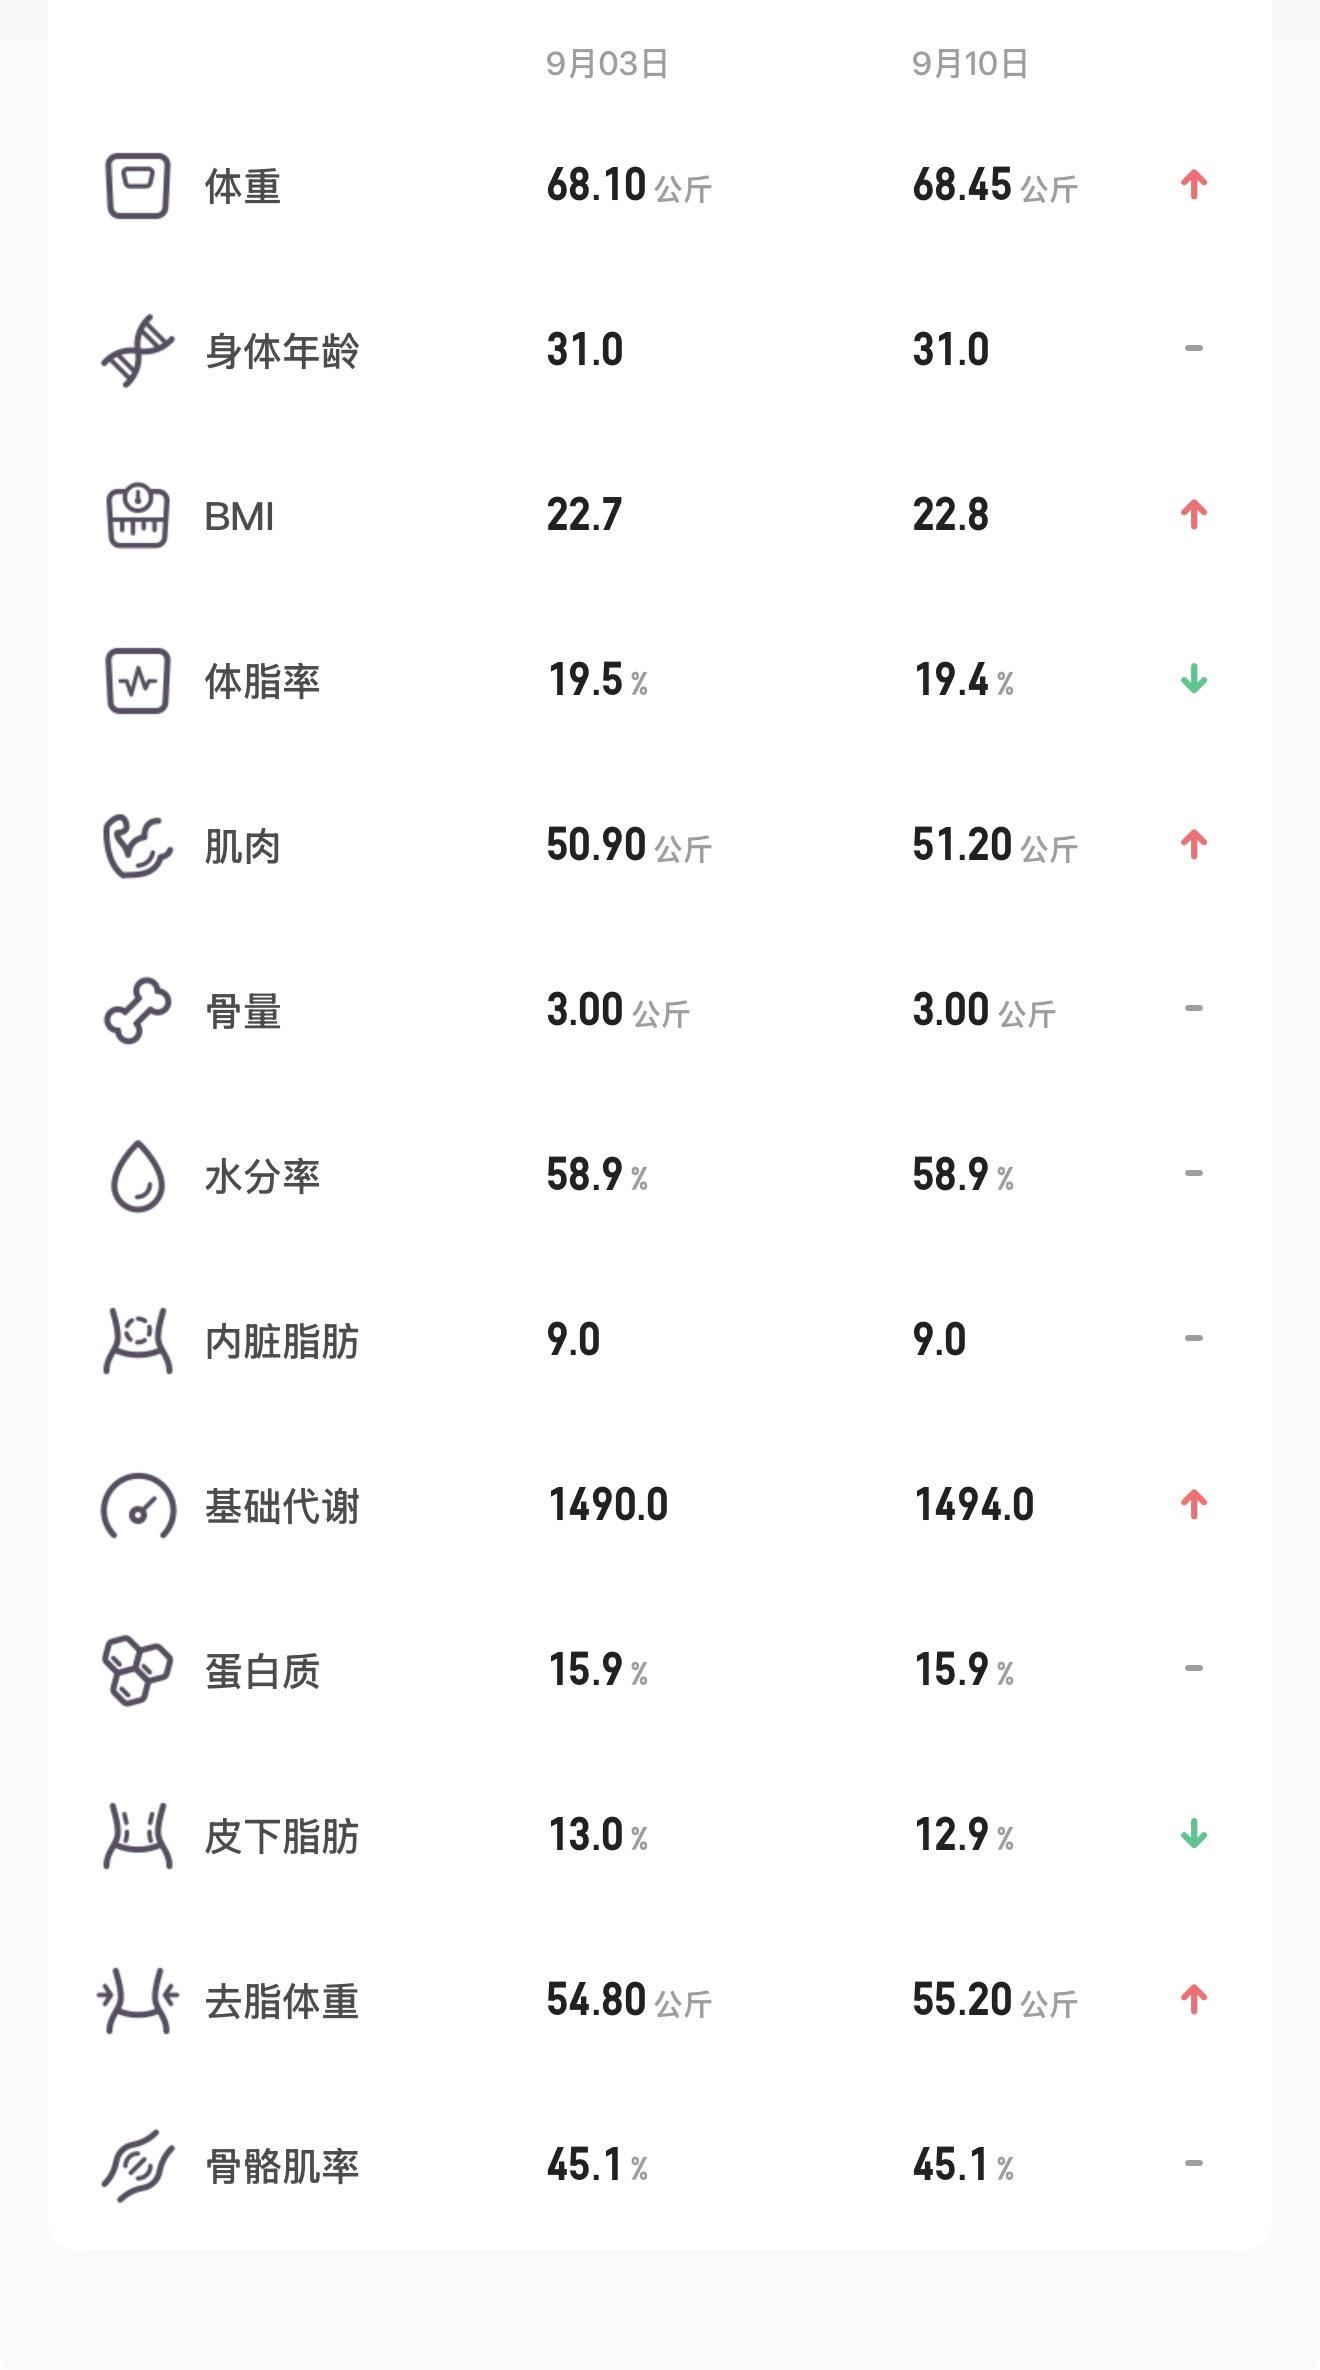 9月03日 9月10日
体重 68.10 公斤 68.45 公斤
身体年龄 31.0 31.0 -
BMI 22.7 22.8
体脂率 19.5 % 19.4 %
肌肉 50.90 公斤 51.20 公斤
骨量 3.00 公斤 3.00 公斤 -
水分率 58.9 % 58.9 % -
内脏脂肪 9.0 9.0 -
基础代谢 1490.0 1494.0
蛋白质 15.9 % 15.9 % -
皮下脂肪 13.0 % 12.9 %
去脂体重 54.80 公斤 55.20 公斤
骨骼肌率 45.1 % 45.1 % -